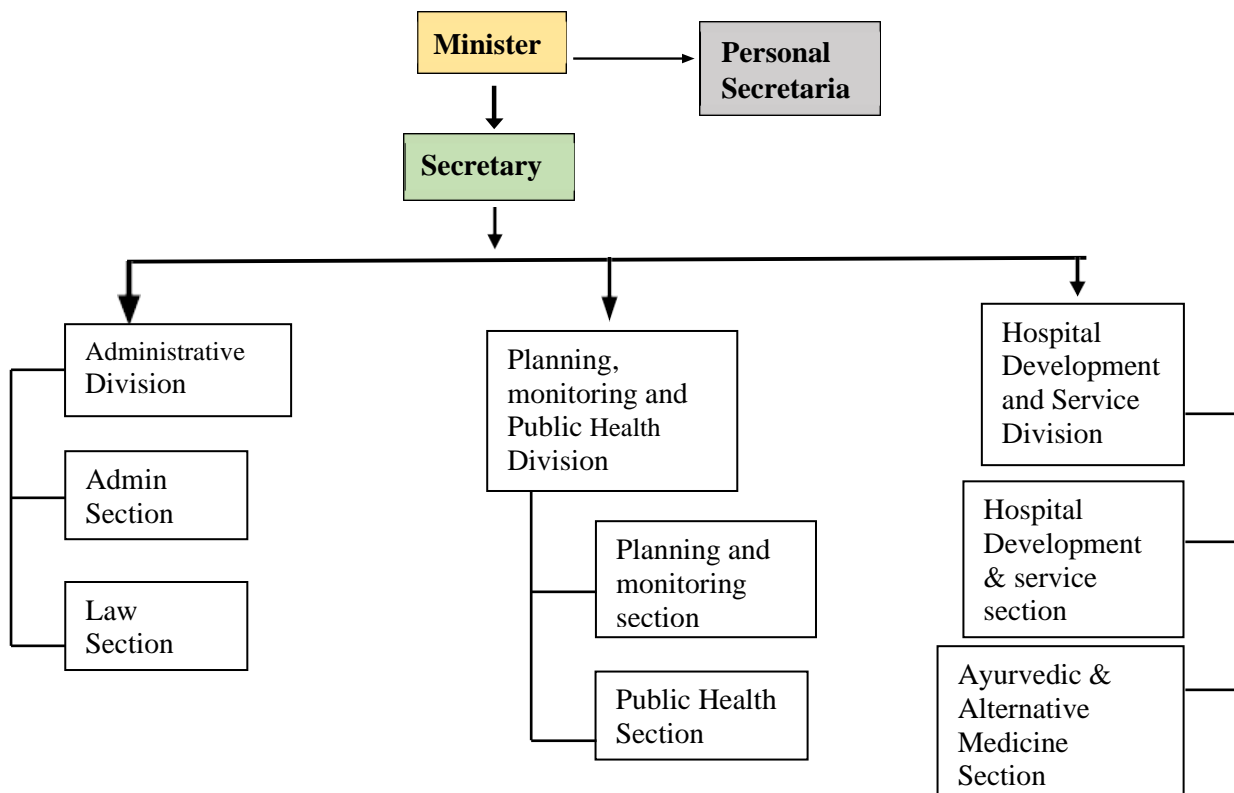 Minister
Personal
Secretaria
Secretary
Administrative
Division
Admin
Section
Law
Section
Planning,
monitoring and
Public Health
Division
Planning and
monitoring
section
Public Health
Section
Hospital
Development
and Service
Division
Hospital
Development
& service
section
Ayurvedic &
Alternative
Medicine
Section